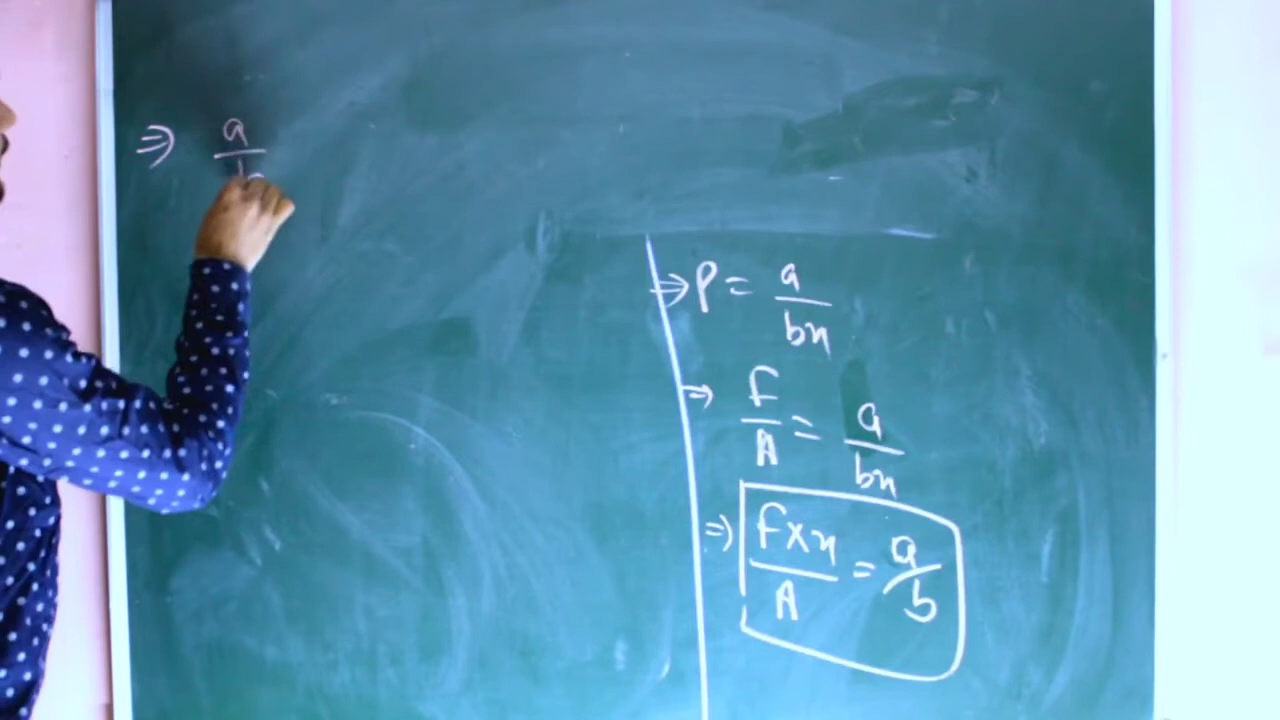 ⇒ a/b
⇒ P = a/bx
⇒ F/A = a/bx
⇒ F×x/A = a/b